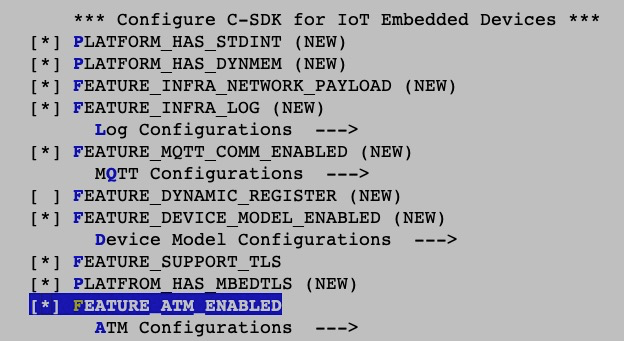 *** Configure C-SDK for IoT Embedded Devices ***
[*] PLATFORM_HAS_STDINT (NEW)
[*] PLATFORM_HAS_DYNMEM (NEW)
[*] FEATURE_INFRA_NETWORK_PAYLOAD (NEW)
[*] FEATURE_INFRA_LOG (NEW)
Log Configurations --->
[*] FEATURE_MQTT_COMM_ENABLED (NEW)
MQTT Configurations --->
[ ] FEATURE_DYNAMIC_REGISTER (NEW)
[*] FEATURE_DEVICE_MODEL_ENABLED (NEW)
Device Model Configurations --->
[*] FEATURE_SUPPORT_TLS
[*] PLATFROM_HAS_MBEDTLS (NEW)
[*] FEATURE_ATM_ENABLED
ATM Configurations --->